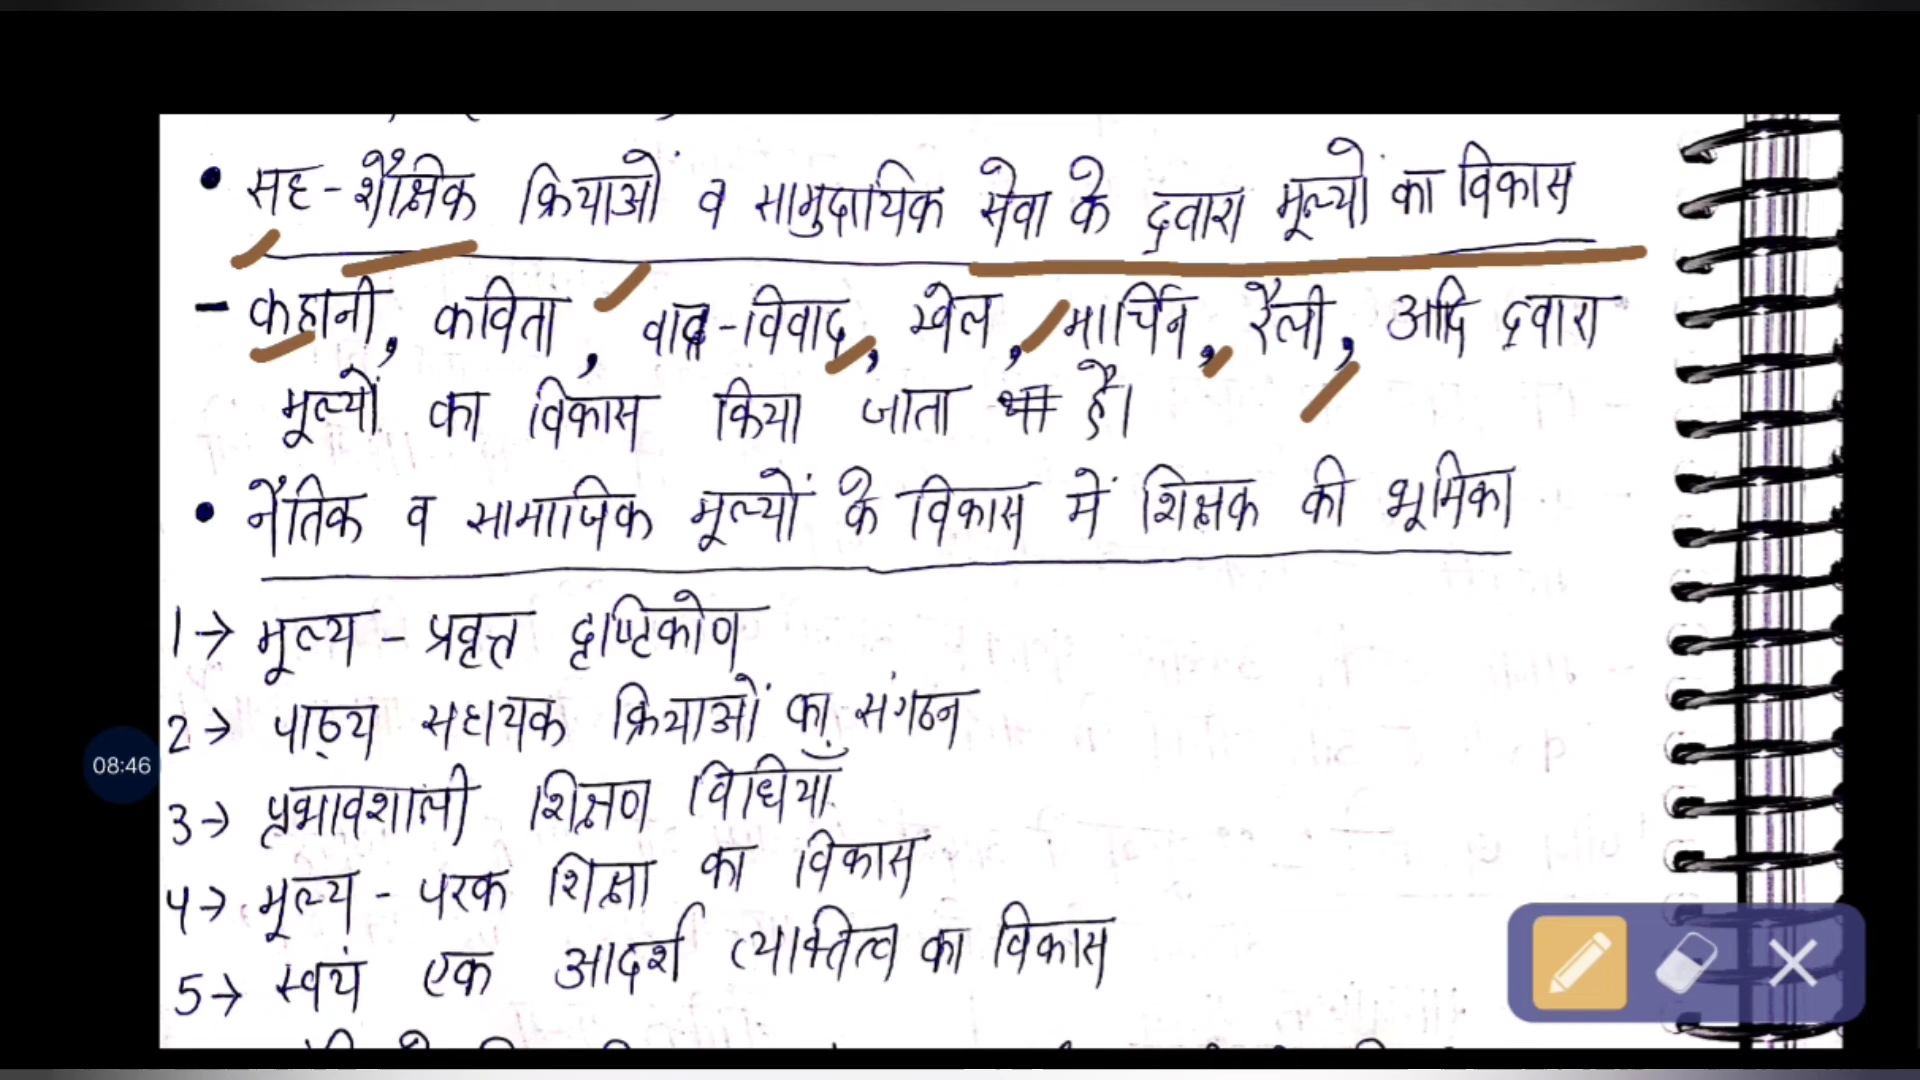 • सह-शैक्षिक क्रियाओं व सामुदायिक सेवा के द्वारा मूल्यों का विकास
- कहानी, कविता, वाद-विवाद, खेल, मार्चिन, रैली, आदि द्वारा
मूल्यों का विकास किया जाता है।
• नैतिक व सामाजिक मूल्यों के विकास में शिक्षक की भूमिका
1→ मूल्य - प्रवृत्त दृष्टिकोण
2→ पाठ्य सहायक क्रियाओं का संगठन
08:46
3→ प्रभावशाली शिक्षण विधियाँ
4→ मूल्य - परक शिक्षा का विकास
5→ स्वयं एक आदर्श व्यक्तित्व का विकास